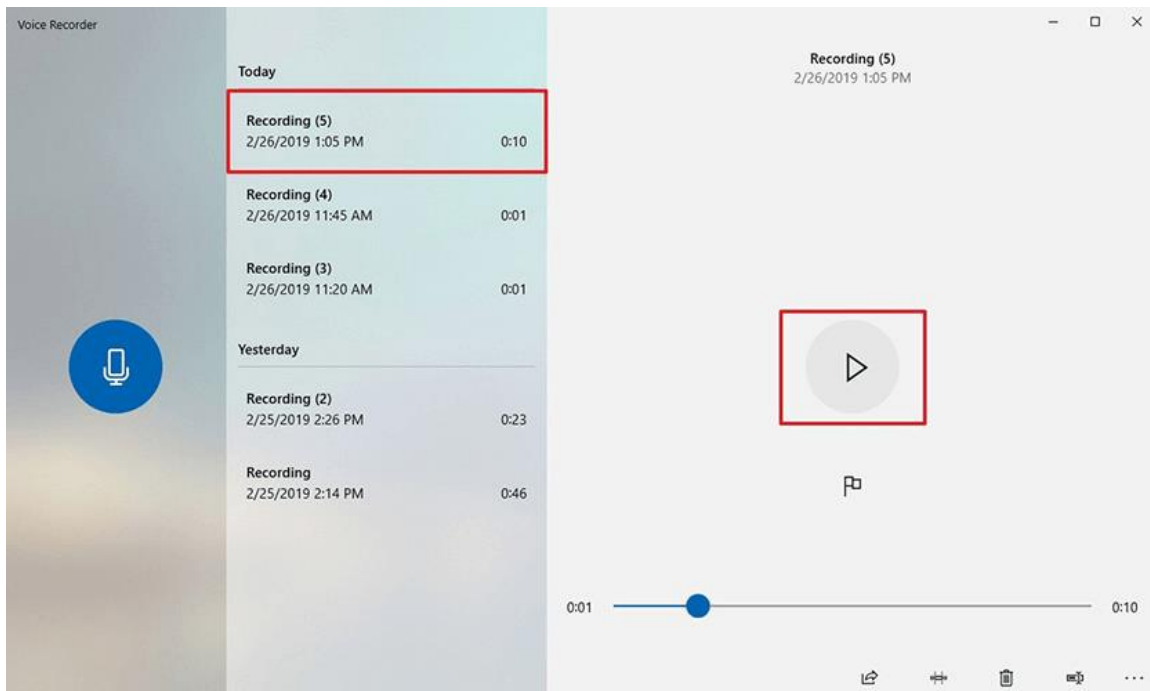 Voice Recorder
Today
Recording (5)
2/26/2019 1:05 PM 0:10
Recording (4)
2/26/2019 11:45 AM 0:01
Recording (3)
2/26/2019 11:20 AM 0:01
Yesterday
Recording (2)
2/25/2019 2:26 PM 0:23
Recording
2/25/2019 2:14 PM 0:46
Recording (5)
2/26/2019 1:05 PM
0:01 0:10